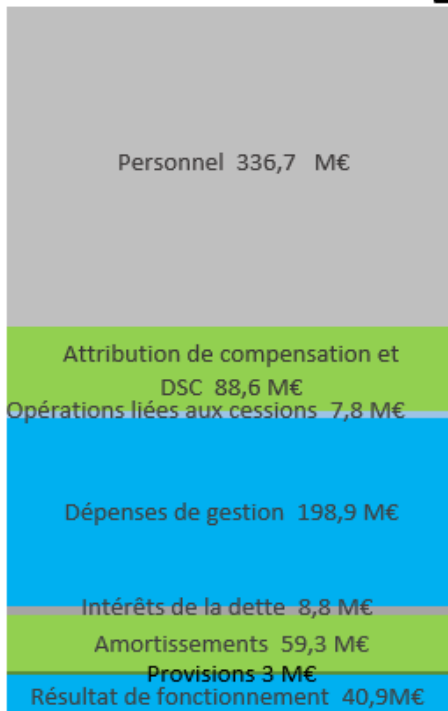 Personnel 336,7 M€
Attribution de compensation et
DSC 88,6 M€
Opérations liées aux cessions 7,8 M€
Dépenses de gestion 198,9 M€
Intérêts de la dette 8,8 M€
Amortissements 59,3 M€
Provisions 3 M€
Résultat de fonctionnement 40,9M€